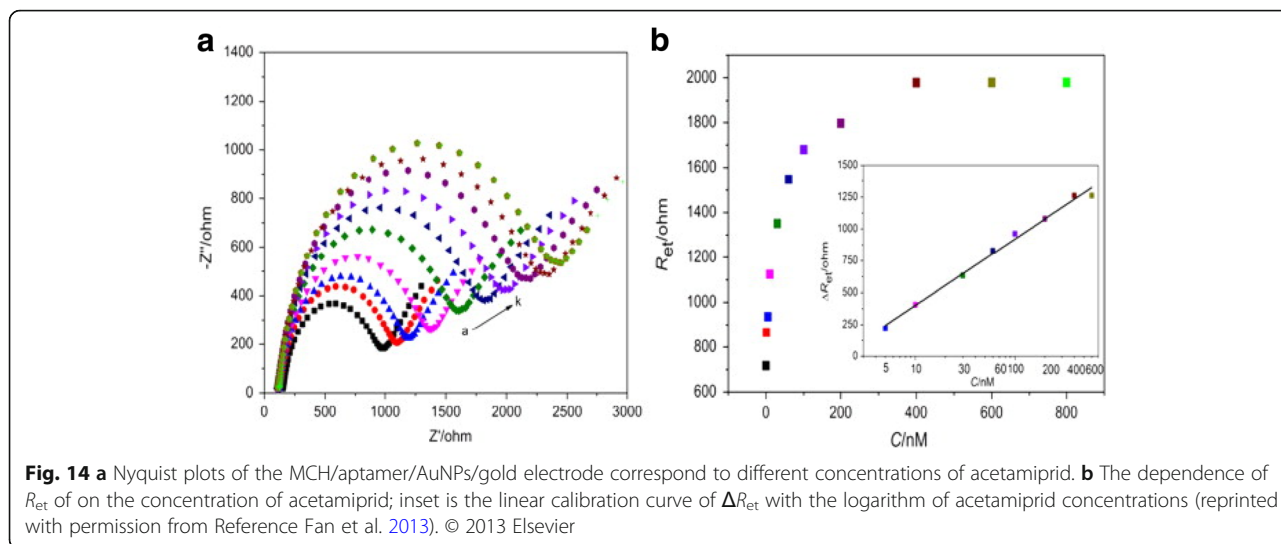 a
1400
1200
1000
800
600
400
200
0
-Z''/ohm
0 500 1000 1500 2000 2500 3000
Z'/ohm
a
k
b
2000
1800
1600
1400
1200
1000
800
600
Ret/ohm
0 200 400 600 800
C/nM
1500
1250
1000
750
500
250
0
ΔRet/ohm
5 10 30 60 100 200 400 600
C/nM
Fig. 14 a Nyquist plots of the MCH/aptamer/AuNPs/gold electrode correspond to different concentrations of acetamiprid. b The dependence of
Ret of on the concentration of acetamiprid; inset is the linear calibration curve of ΔRet with the logarithm of acetamiprid concentrations (reprinted
with permission from Reference Fan et al. 2013). © 2013 Elsevier